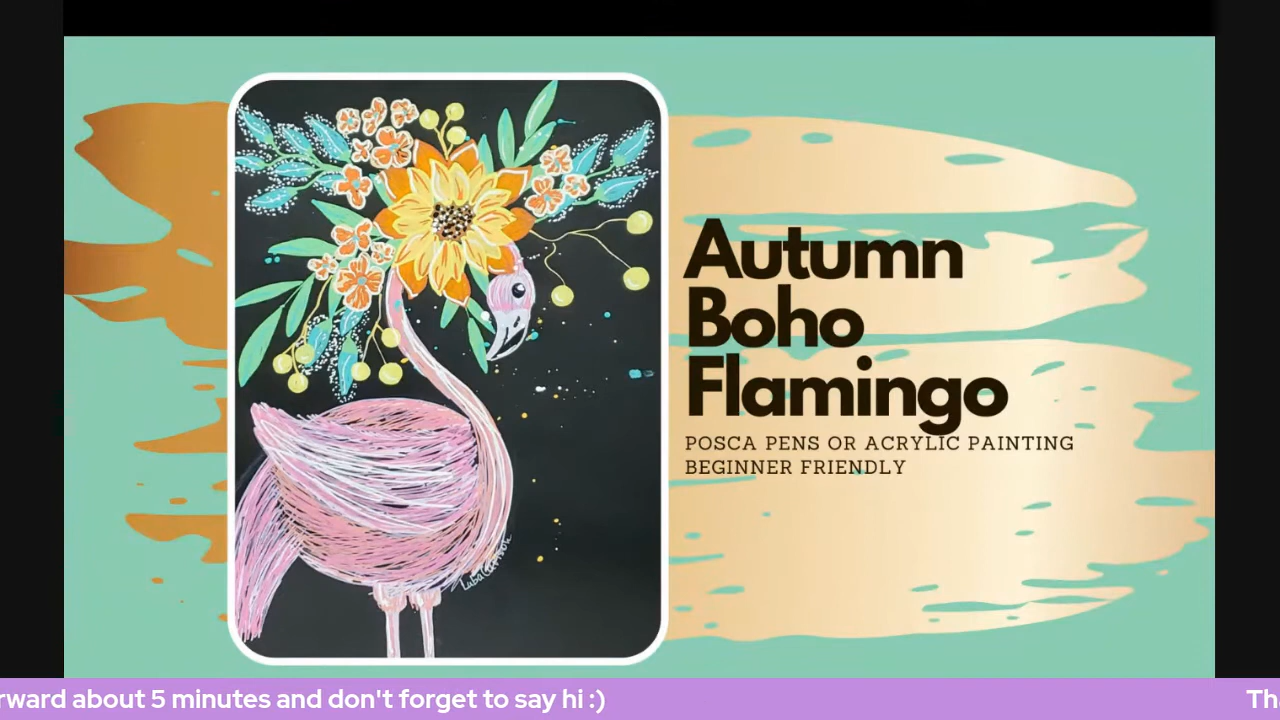 Autumn
Boho
Flamingo
POSCA PENS OR ACRYLIC PAINTING
BEGINNER FRIENDLY
rward about 5 minutes and don't forget to say hi :)